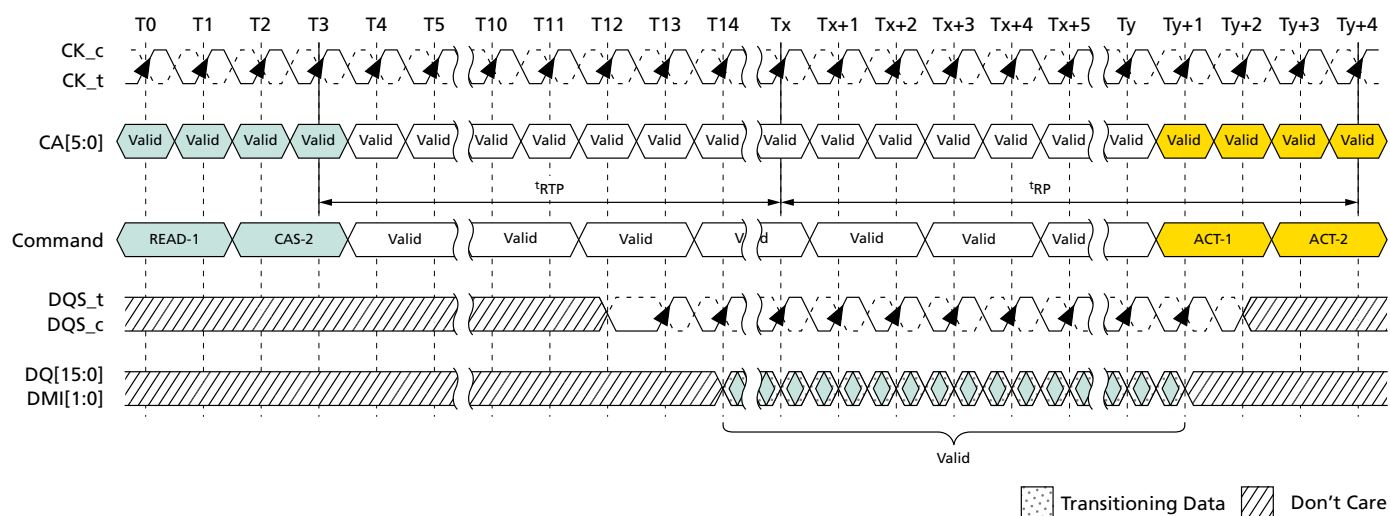 T0 T1 T2 T3 T4 T5 T10 T11 T12 T13 T14 Tx Tx+1 Tx+2 Tx+3 Tx+4 Tx+5 Ty Ty+1 Ty+2 Ty+3 Ty+4
CK_c
CK_t
CA[5:0] Valid Valid Valid Valid Valid Valid Valid Valid Valid Valid Valid Valid Valid Valid Valid Valid Valid Valid Valid Valid Valid Valid
tRTP tRP
Command READ-1 CAS-2 Valid Valid Valid Valid Valid Valid Valid ACT-1 ACT-2
DQS_t
DQS_c
DQ[15:0]
DMI[1:0]
Valid
Transitioning Data Don't Care